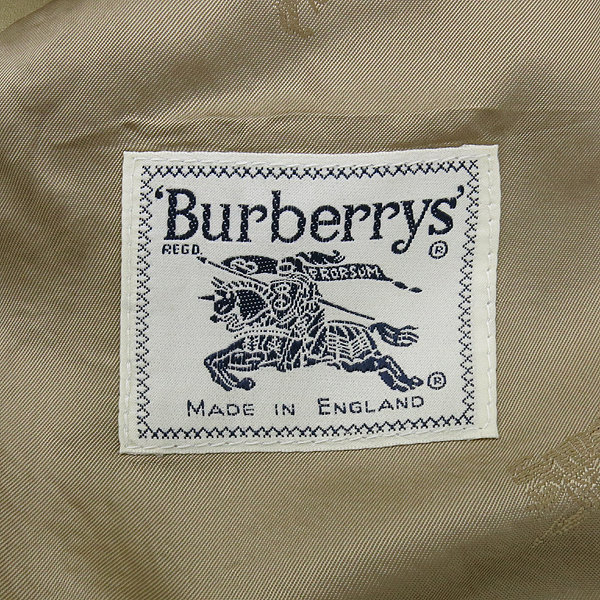 'Burberrys'
REGD. ®
PRORSUM
®
MADE IN ENGLAND